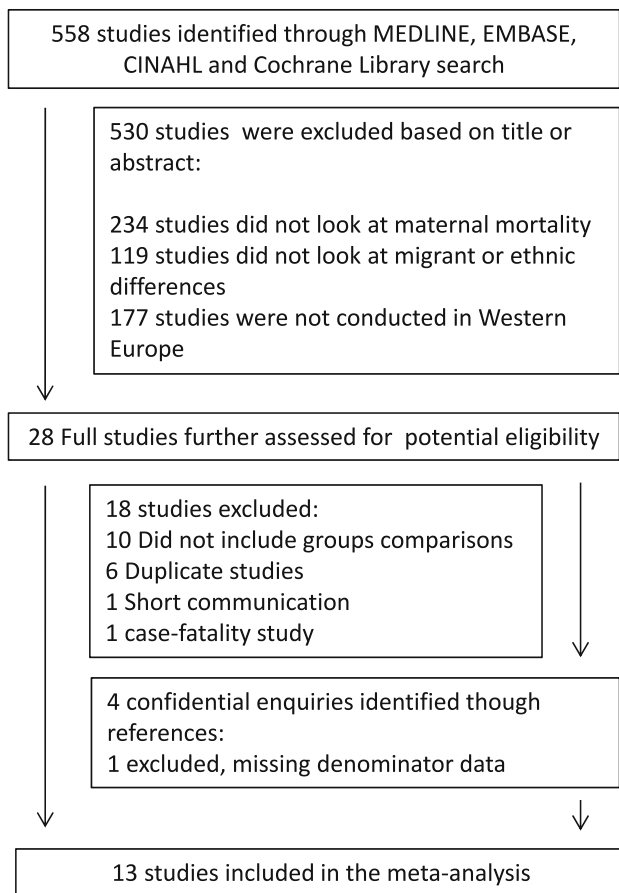 558 studies identified through MEDLINE, EMBASE,
CINAHL and Cochrane Library search
530 studies were excluded based on title or
abstract:
234 studies did not look at maternal mortality
119 studies did not look at migrant or ethnic
differences
177 studies were not conducted in Western
Europe
28 Full studies further assessed for potential eligibility
18 studies excluded:
10 Did not include groups comparisons
6 Duplicate studies
1 Short communication
1 case-fatality study
4 confidential enquiries identified though
references:
1 excluded, missing denominator data
13 studies included in the meta-analysis